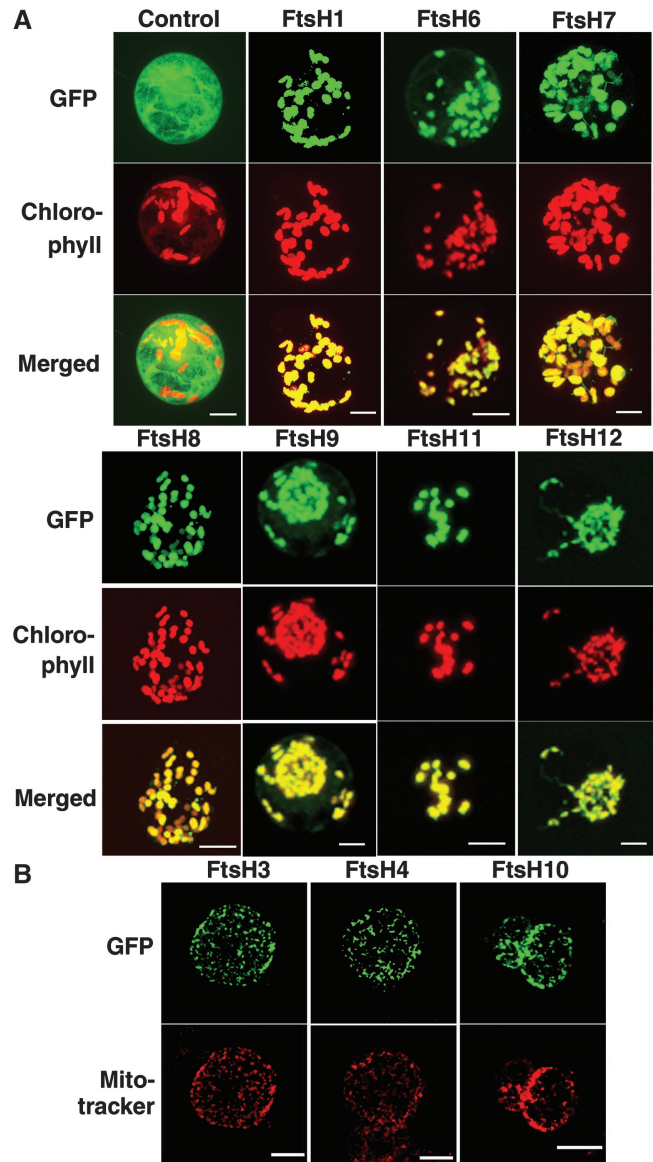 A
Control FtsH1 FtsH6 FtsH7
GFP
Chloro-
phyll
Merged
FtsH8 FtsH9 FtsH11 FtsH12
GFP
Chloro-
phyll
Merged
B
FtsH3 FtsH4 FtsH10
GFP
Mito-
tracker